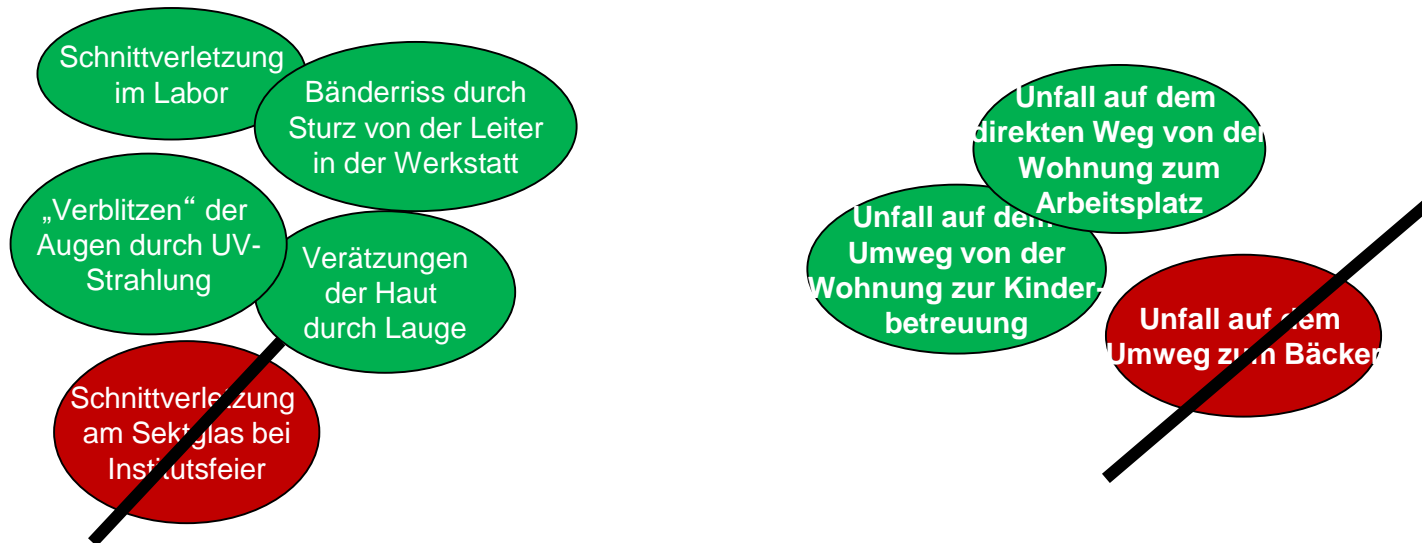 Schnittverletzung
im Labor
Bänderriss durch
Sturz von der Leiter
in der Werkstatt
„Verblitzen“ der
Augen durch UV-
Strahlung
Verätzungen
der Haut
durch Lauge
Schnittverletzung
am Sektglas bei
Institutsfeier
Unfall auf dem
direkten Weg von der
Wohnung zum
Arbeitsplatz
Unfall auf dem
Umweg von der
Wohnung zur Kinder-
betreuung
Unfall auf dem
Umweg zum Bäcker